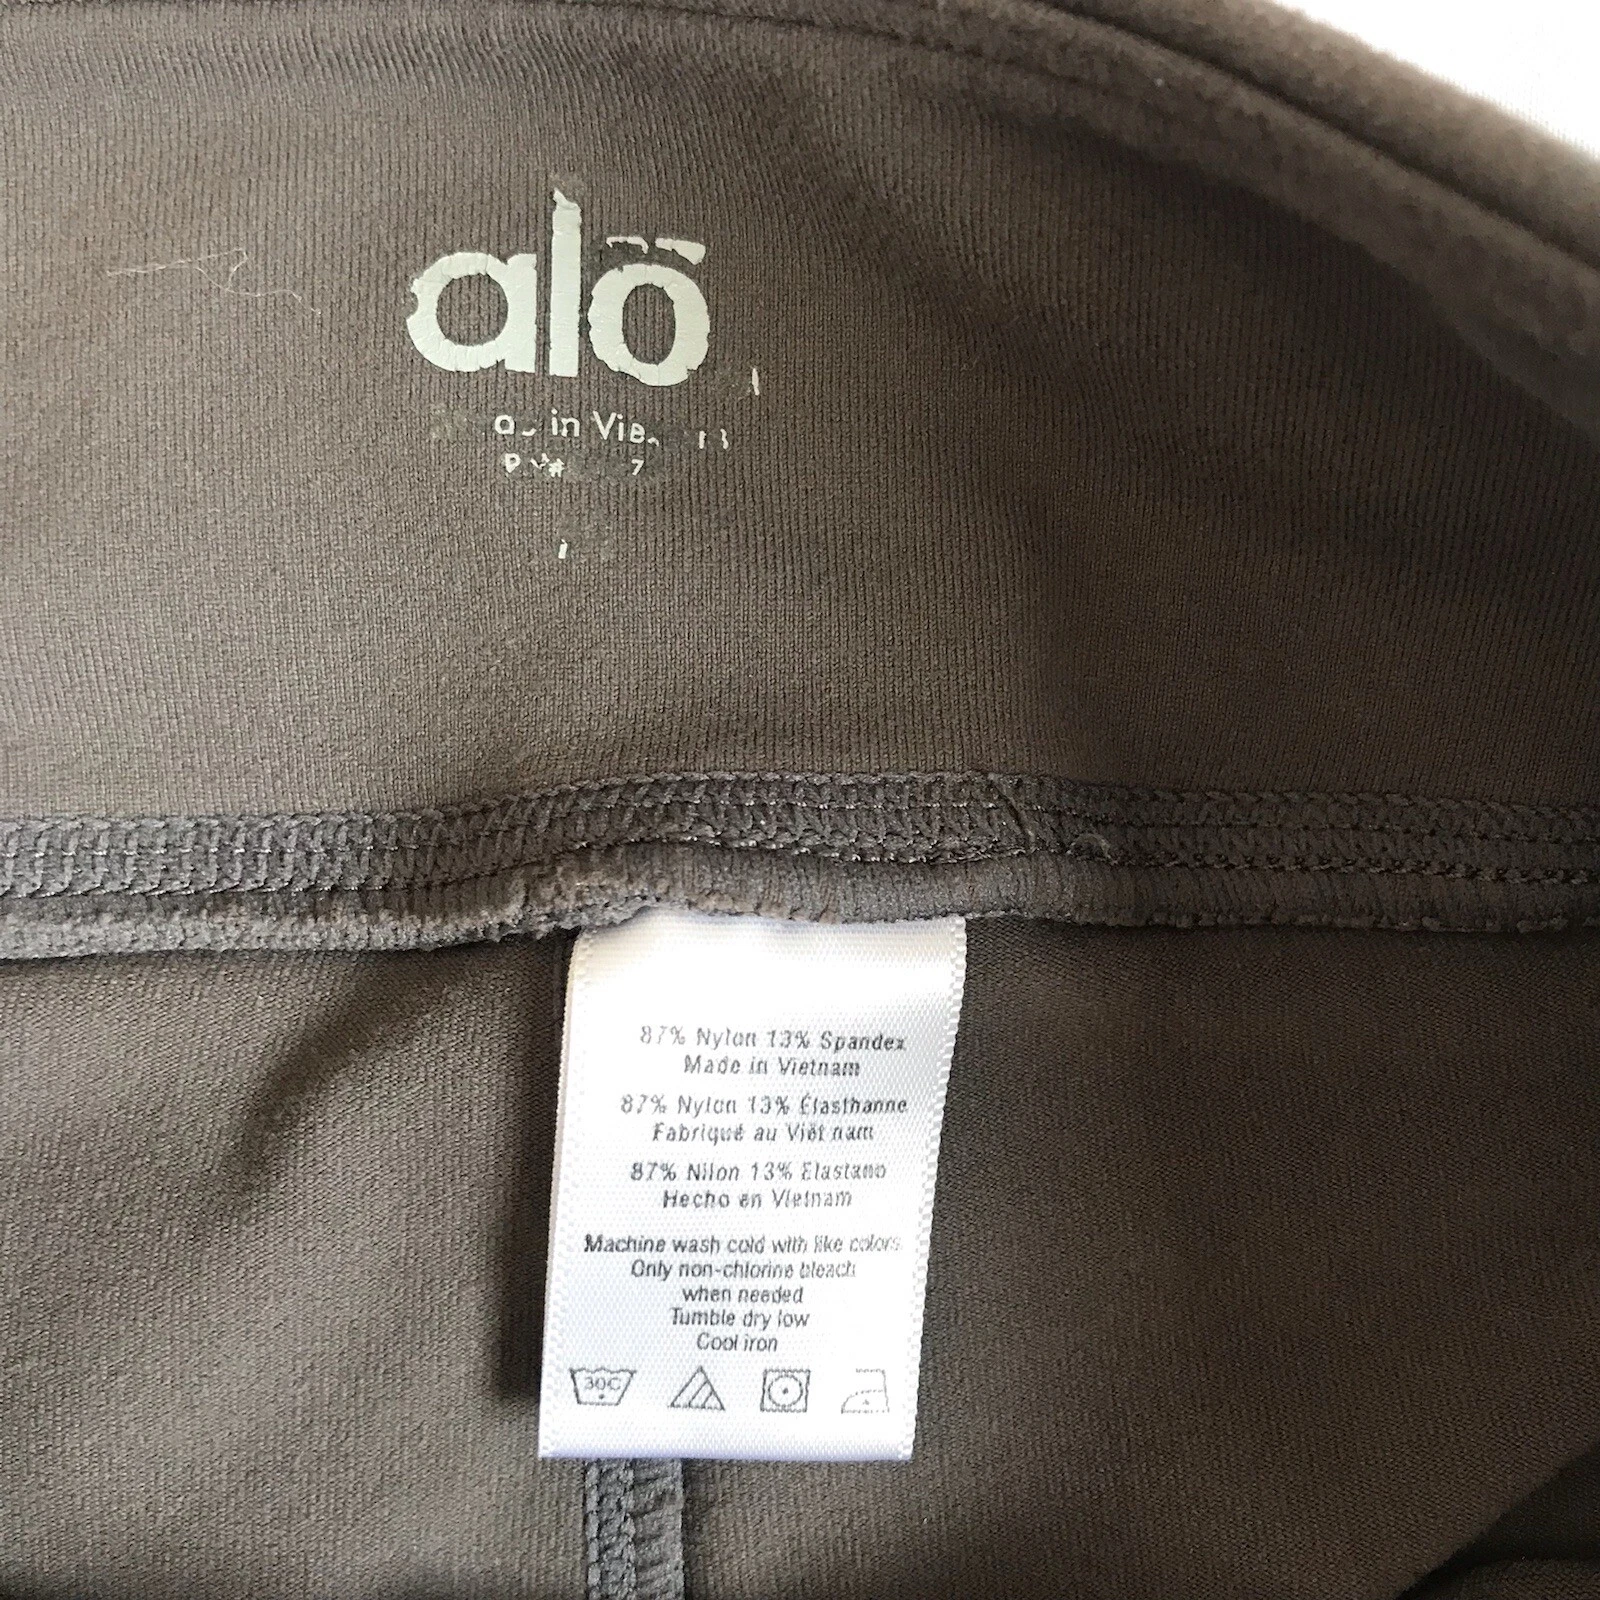 alō
in
87% Nylon 13% Spandex
Made in Vietnam
87% Nylon 13% Élasthanne
Fabriqué au Viêt nam
87% Nilon 13% Elastano
Hecho en Vietnam
Machine wash cold with like colors
Only non-chlorine bleach
when needed
Tumble dry low
Cool iron
30C